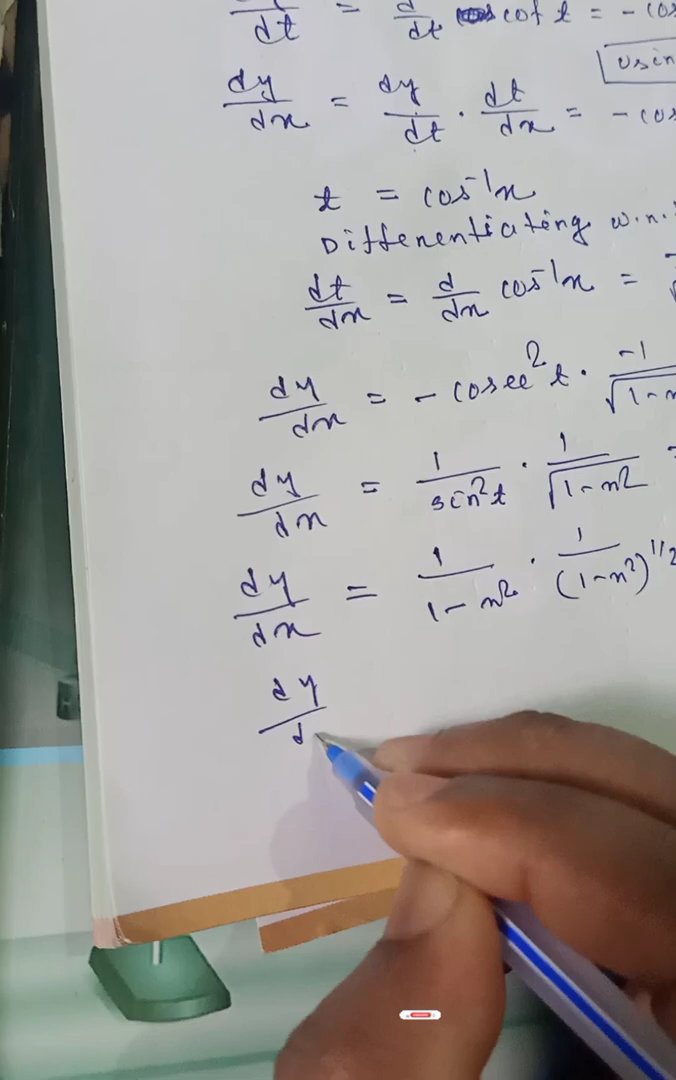 dt = d/dt cot t = - cos
usin
dy/dx = dy/dt · dt/dx = - cos
t = cos⁻¹x
Differentiating w.r.
dt/dx = d/dx cos⁻¹x =
dy/dx = - cosec²t · -1/√1-x
dy/dx = 1/sin²t · 1/√1-x² =
dy/dx = 1/1-x² · 1/(1-x²)^1/2
dy/d